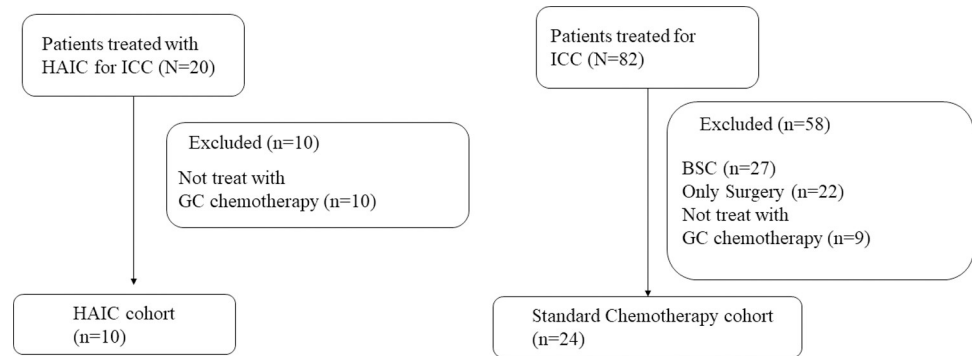 Patients treated with
HAIC for ICC (N=20)
Excluded (n=10)
Not treat with
GC chemotherapy (n=10)
HAIC cohort
(n=10)
Patients treated for
ICC (N=82)
Excluded (n=58)
BSC (n=27)
Only Surgery (n=22)
Not treat with
GC chemotherapy (n=9)
Standard Chemotherapy cohort
(n=24)